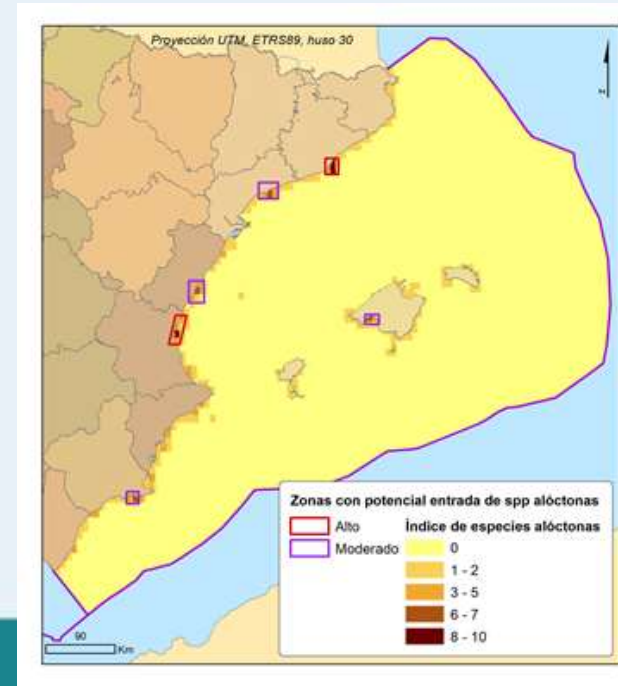 Proyección UTM, ETRS89, huso 30
Z
Zonas con potencial entrada de spp alóctonas
Alto
Moderado
Índice de especies alóctonas
0
1 - 2
3 - 5
6 - 7
8 - 10
90
Km